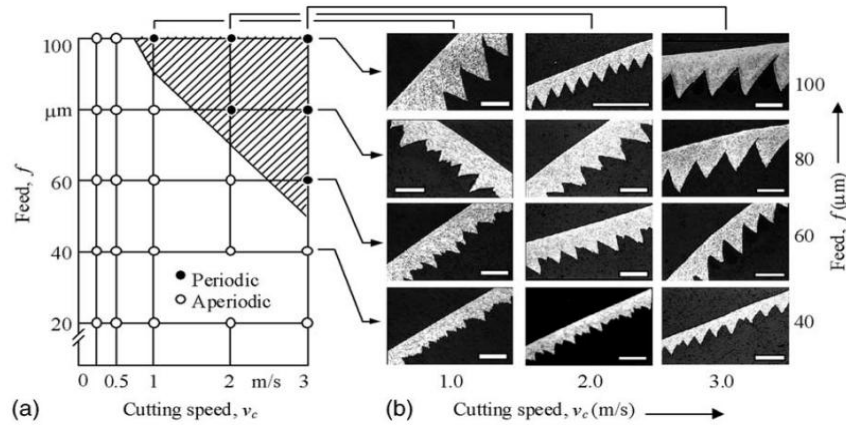 100
μm
80
60
40
20
Feed, f
● Periodic
○ Aperiodic
0 0.5 1 2 m/s 3
(a) Cutting speed, vc
100
80
60
40
Feed, f (μm)
1.0 2.0 3.0
(b) Cutting speed, vc (m/s)